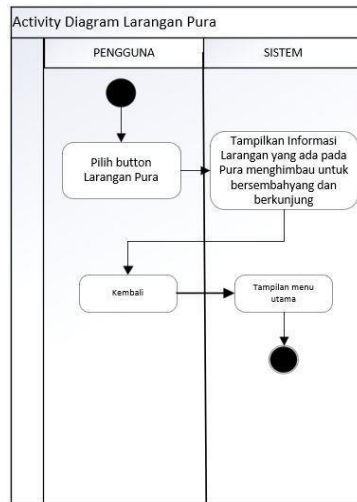 Activity Diagram Larangan Pura
PENGGUNA
SISTEM
Pilih button
Larangan Pura
Tampilkan Informasi
Larangan yang ada pada
Pura menghimbau untuk
bersembahyang dan
berkunjung
Kembali
Tampilan menu
utama